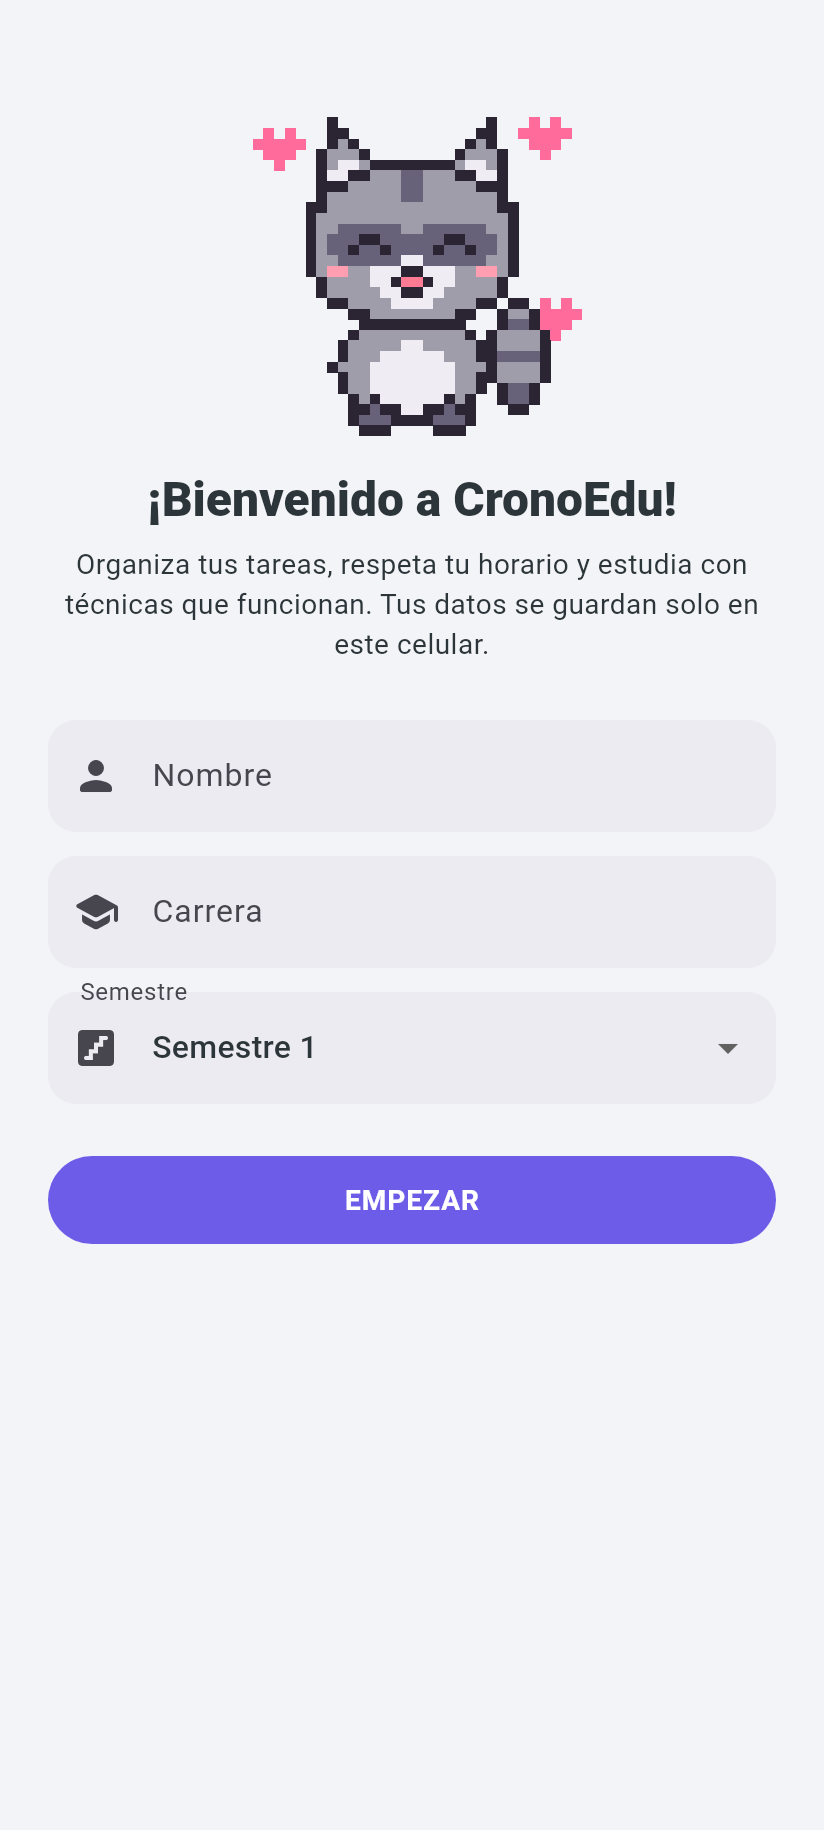 ¡Bienvenido a CronoEdu!
Organiza tus tareas, respeta tu horario y estudia con
técnicas que funcionan. Tus datos se guardan solo en
este celular.
Nombre
Carrera
Semestre
Semestre 1
EMPEZAR